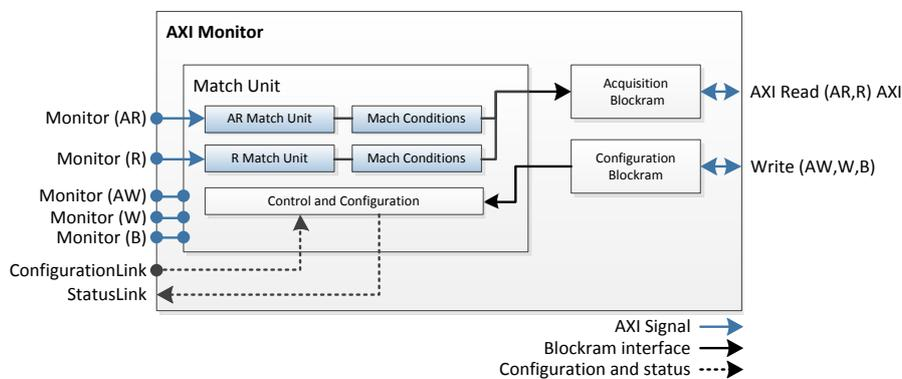 AXI Monitor
Match Unit
Acquisition
Blockram
AXI Read (AR,R) AXI
Monitor (AR)
AR Match Unit
Mach Conditions
Monitor (R)
R Match Unit
Mach Conditions
Configuration
Blockram
Write (AW,W,B)
Monitor (AW)
Control and Configuration
Monitor (W)
Monitor (B)
ConfigurationLink
StatusLink
AXI Signal
Blockram interface
Configuration and status